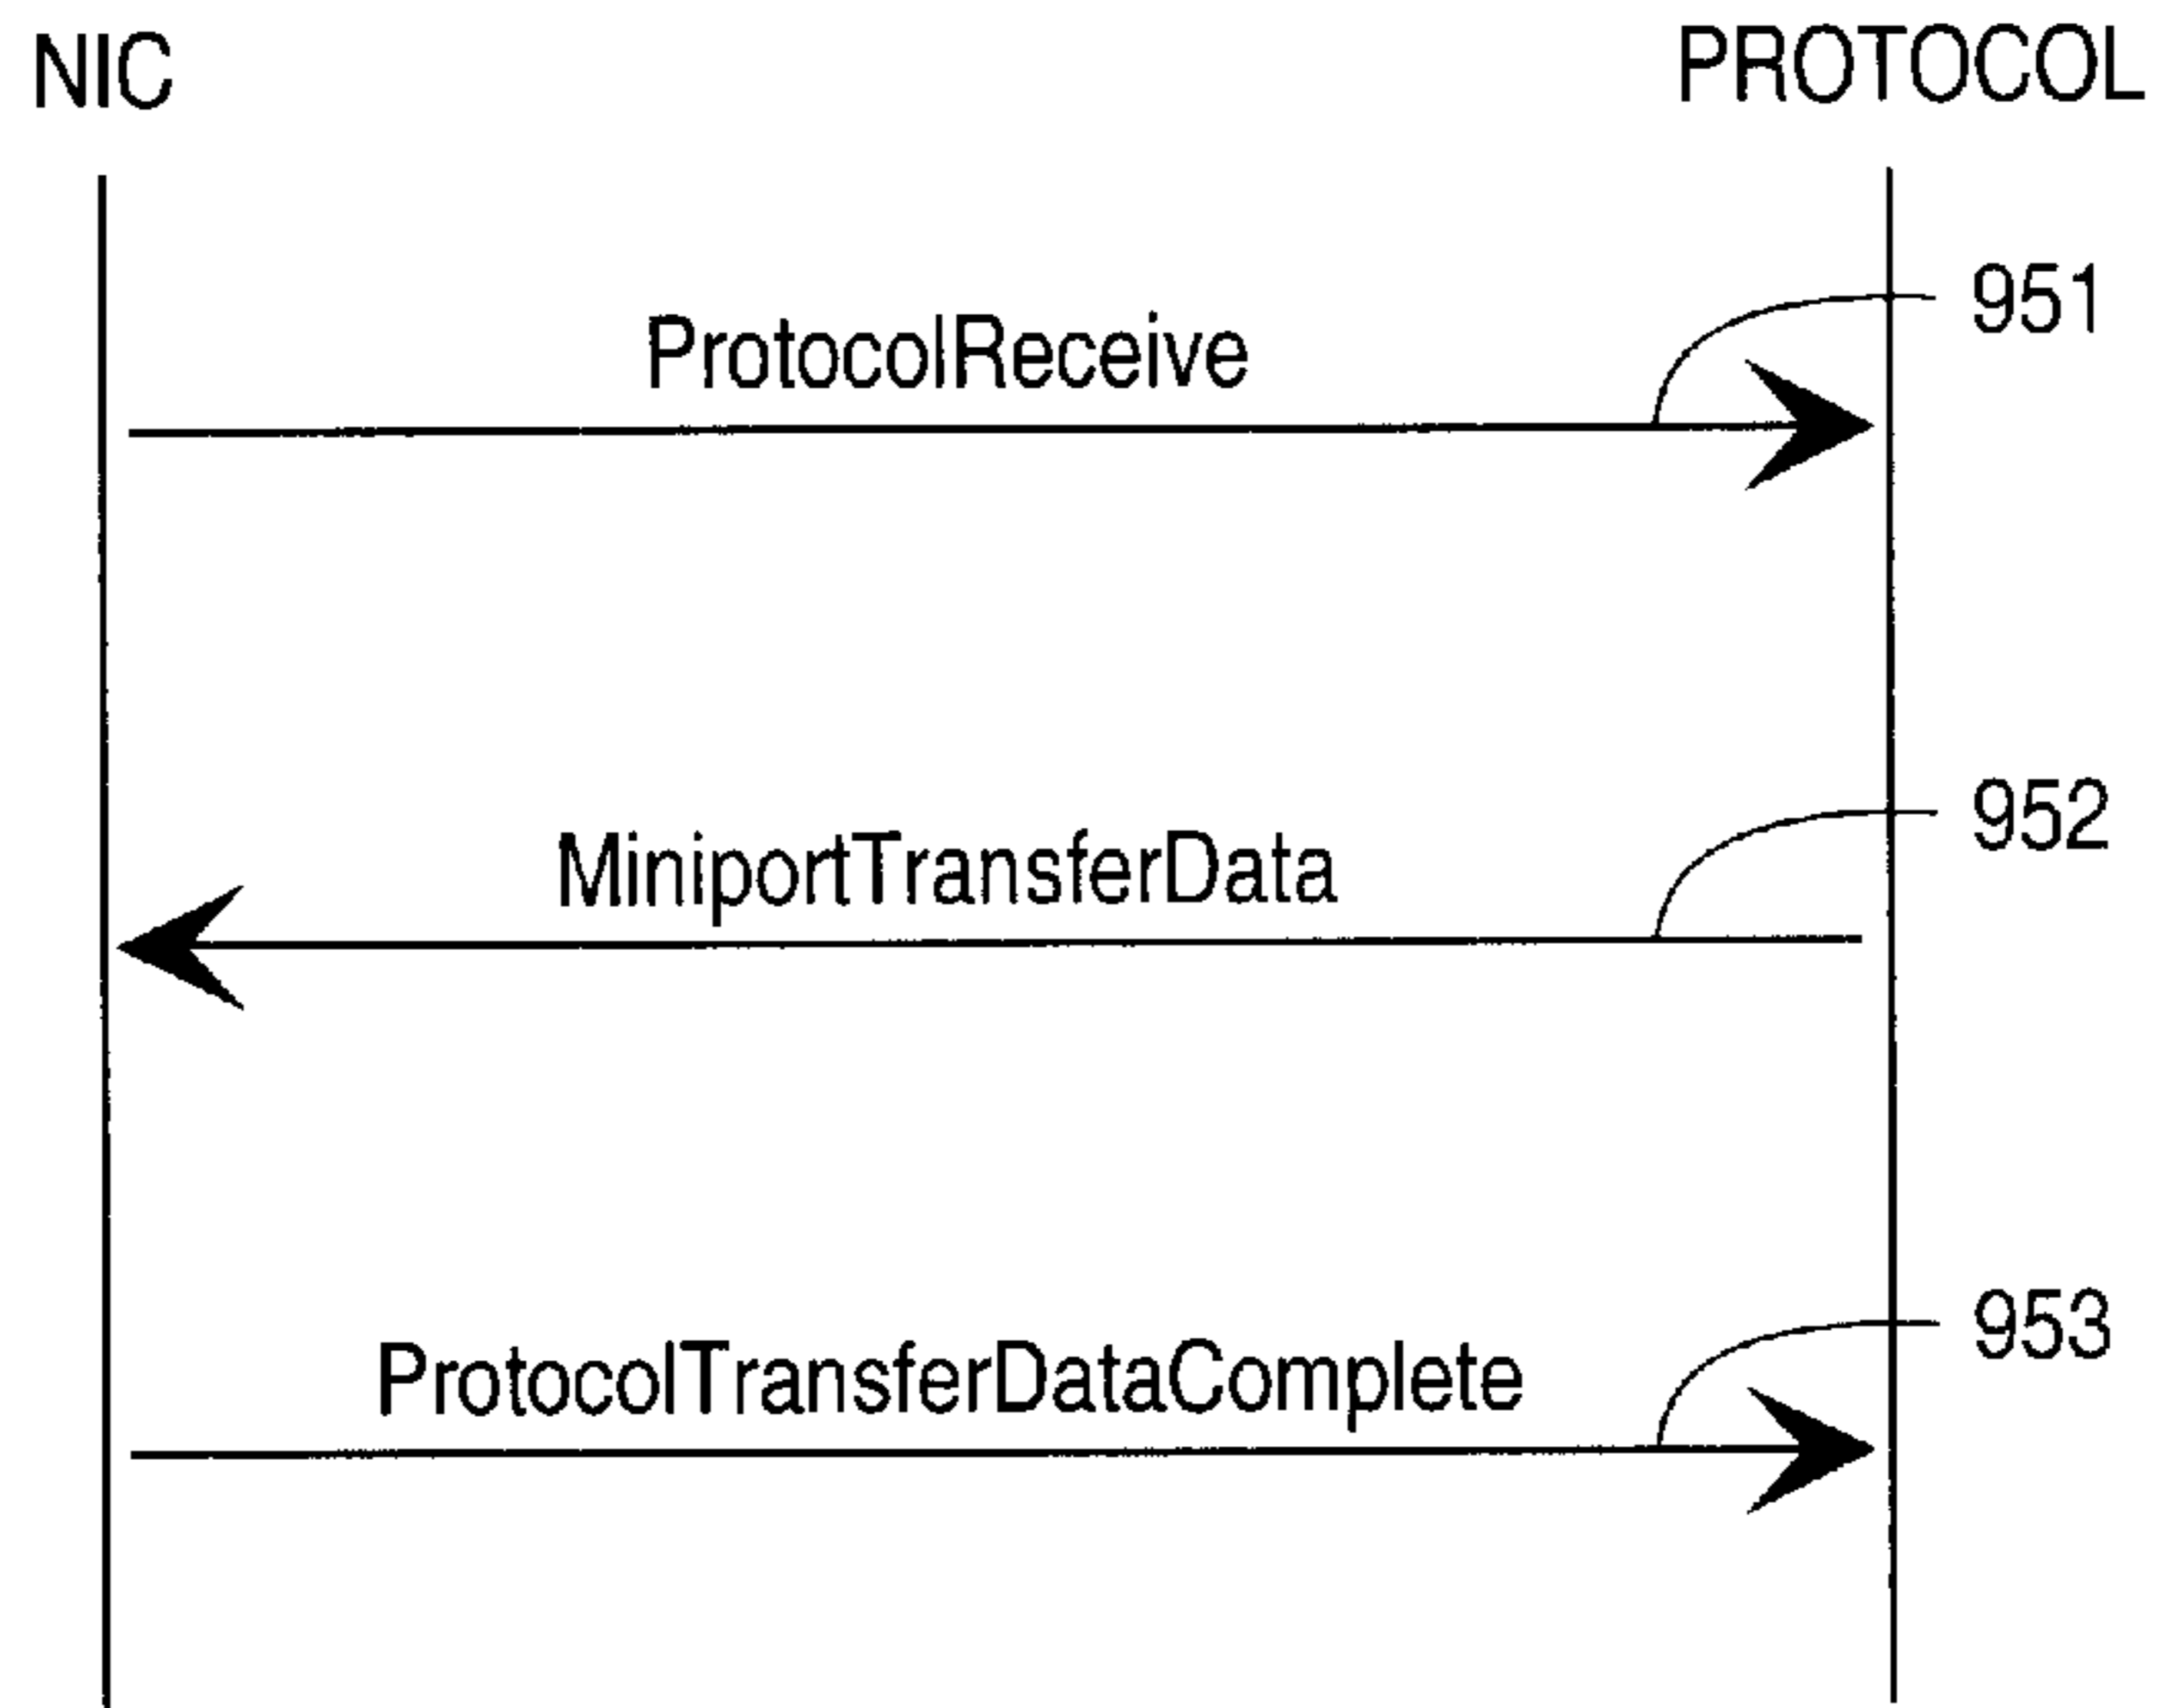 NIC PROTOCOL
951
ProtocolReceive
952
MiniportTransferData
953
ProtocolTransferDataComplete